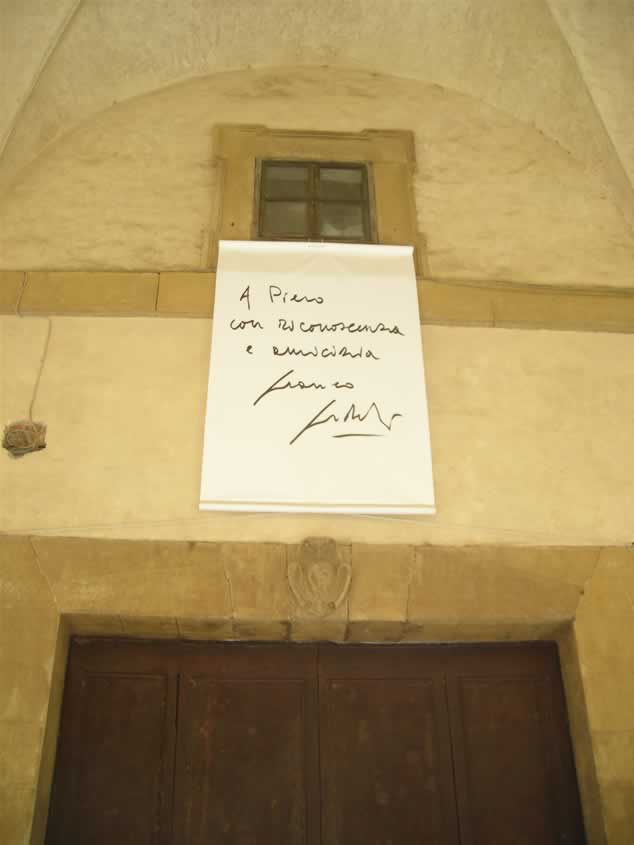 A Piero
con riconoscenza
e amicizia
Franco